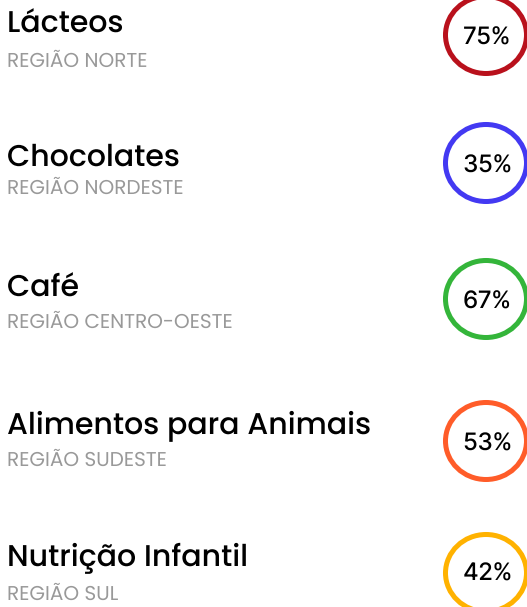 Lácteos
75%
REGIÃO NORTE
Chocolates
35%
REGIÃO NORDESTE
Café
67%
REGIÃO CENTRO-OESTE
Alimentos para Animais
53%
REGIÃO SUDESTE
Nutrição Infantil
42%
REGIÃO SUL